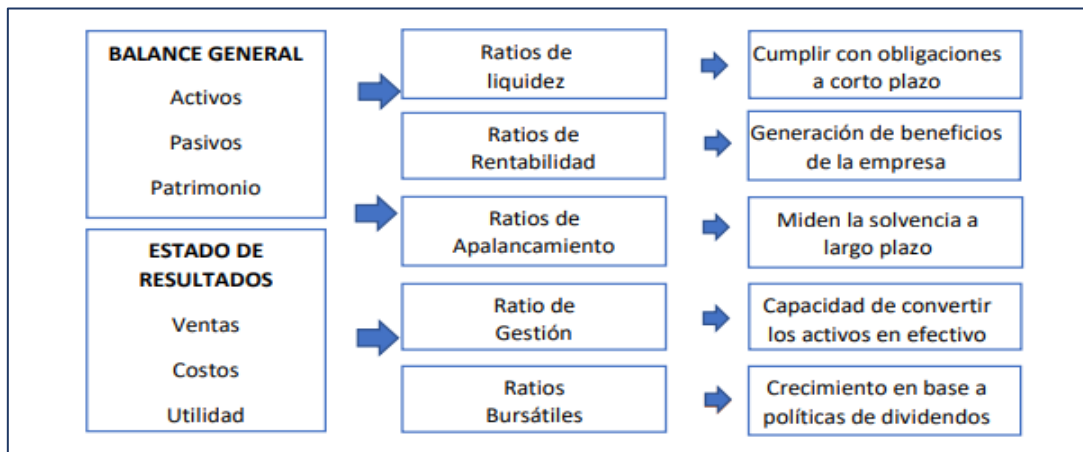 BALANCE GENERAL
Activos
Pasivos
Patrimonio
ESTADO DE
RESULTADOS
Ventas
Costos
Utilidad
Ratios de
liquidez
Ratios de
Rentabilidad
Ratios de
Apalancamiento
Ratio de
Gestión
Ratios
Bursátiles
Cumplir con obligaciones
a corto plazo
Generación de beneficios
de la empresa
Miden la solvencia a
largo plazo
Capacidad de convertir
los activos en efectivo
Crecimiento en base a
políticas de dividendos